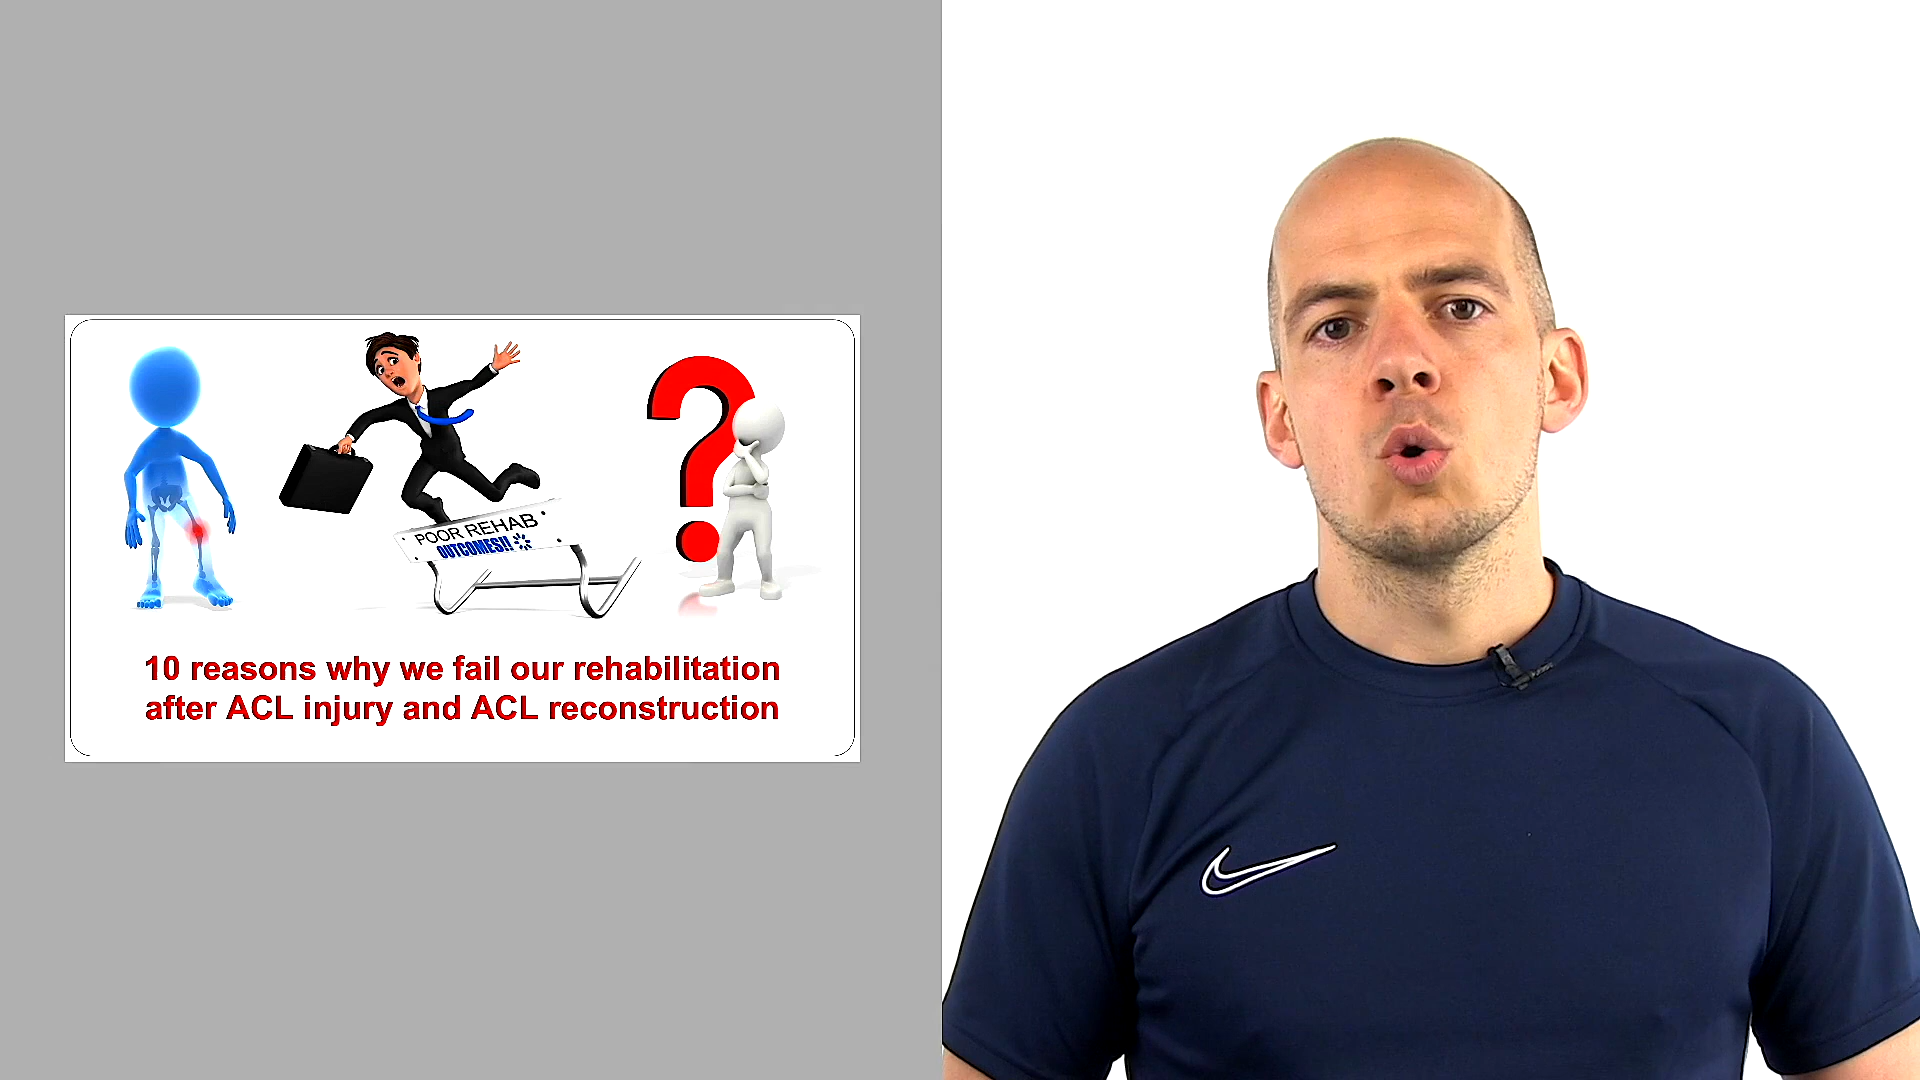 POOR REHAB
OUTCOMES!!
10 reasons why we fail our rehabilitation
after ACL injury and ACL reconstruction